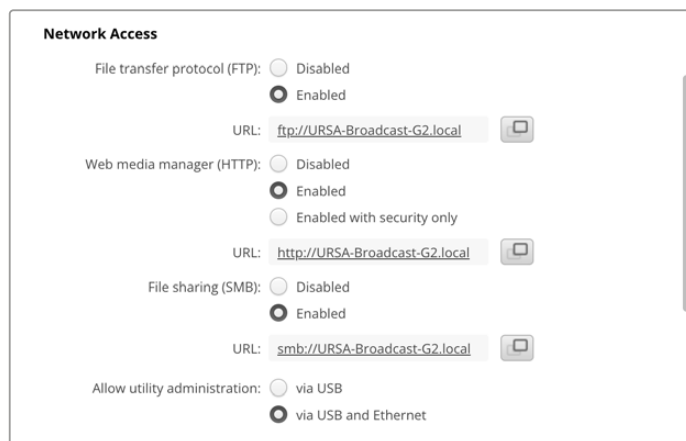 Network Access
File transfer protocol (FTP): Disabled
Enabled
URL: ftp://URSA-Broadcast-G2.local
Web media manager (HTTP): Disabled
Enabled
Enabled with security only
URL: http://URSA-Broadcast-G2.local
File sharing (SMB): Disabled
Enabled
URL: smb://URSA-Broadcast-G2.local
Allow utility administration: via USB
via USB and Ethernet